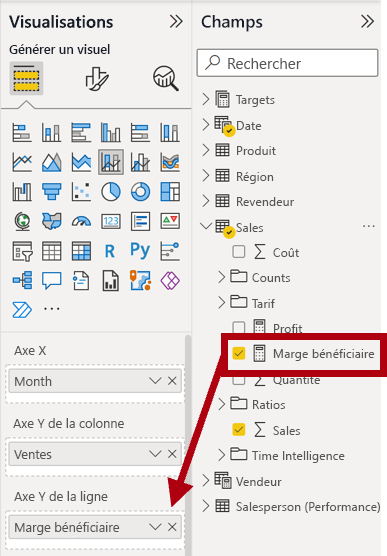 Visualisations
Générer un visuel
123
R
Py
Axe X
Month
Axe Y de la colonne
Ventes
Axe Y de la ligne
Marge bénéficiaire
Champs
Rechercher
Targets
Date
Produit
Région
Revendeur
Sales
Coût
Counts
Tarif
Profit
Marge bénéficiaire
Quantité
Ratios
Sales
Time Intelligence
Vendeur
Salesperson (Performance)